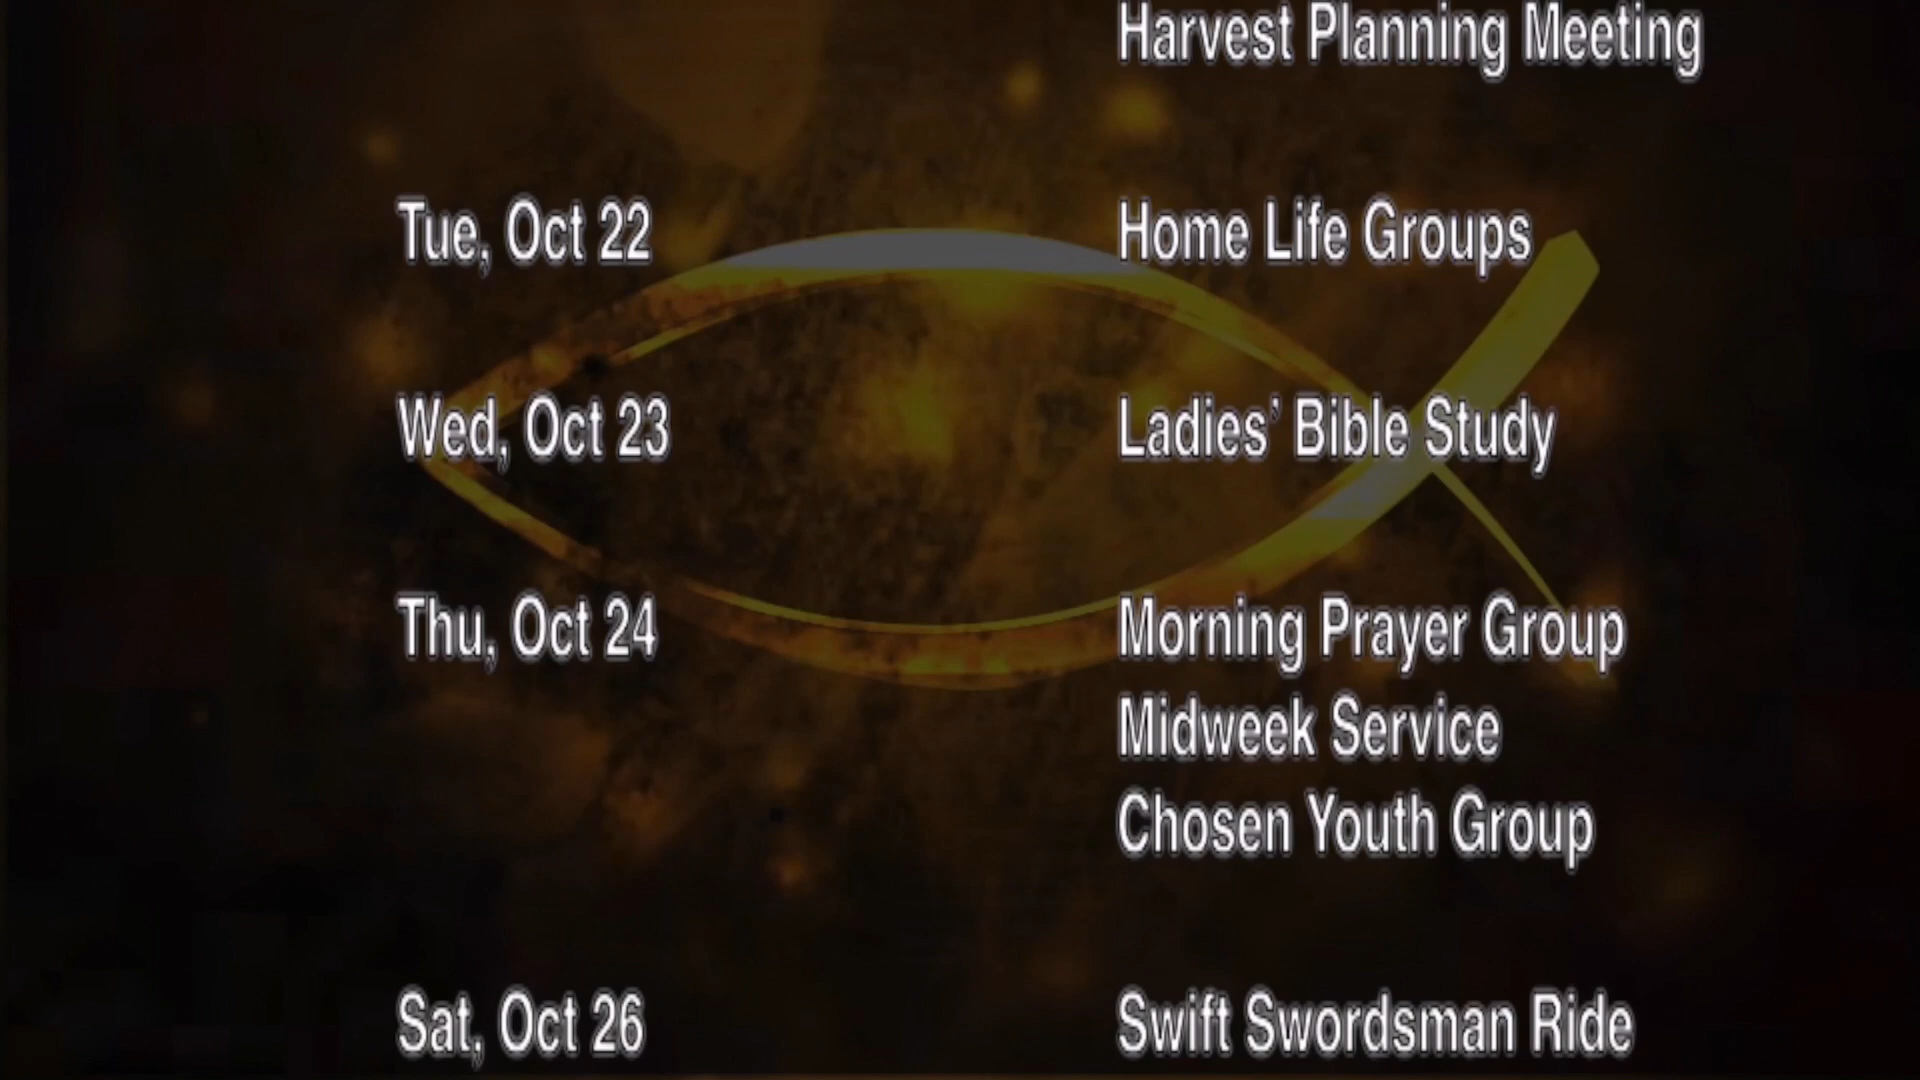 Harvest Planning Meeting
Tue, Oct 22 Home Life Groups
Wed, Oct 23 Ladies’ Bible Study
Thu, Oct 24 Morning Prayer Group
Midweek Service
Chosen Youth Group
Sat, Oct 26 Swift Swordsman Ride